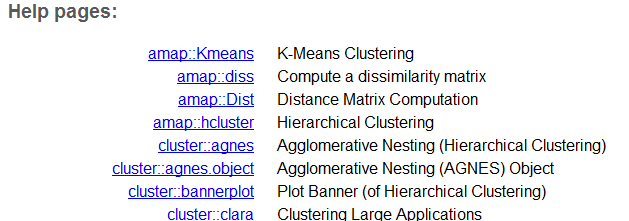 Help pages:
amap::Kmeans K-Means Clustering
amap::diss Compute a dissimilarity matrix
amap::Dist Distance Matrix Computation
amap::hcluster Hierarchical Clustering
cluster::agnes Agglomerative Nesting (Hierarchical Clustering)
cluster::agnes.object Agglomerative Nesting (AGNES) Object
cluster::bannerplot Plot Banner (of Hierarchical Clustering)
cluster::clara Clustering Large Applications